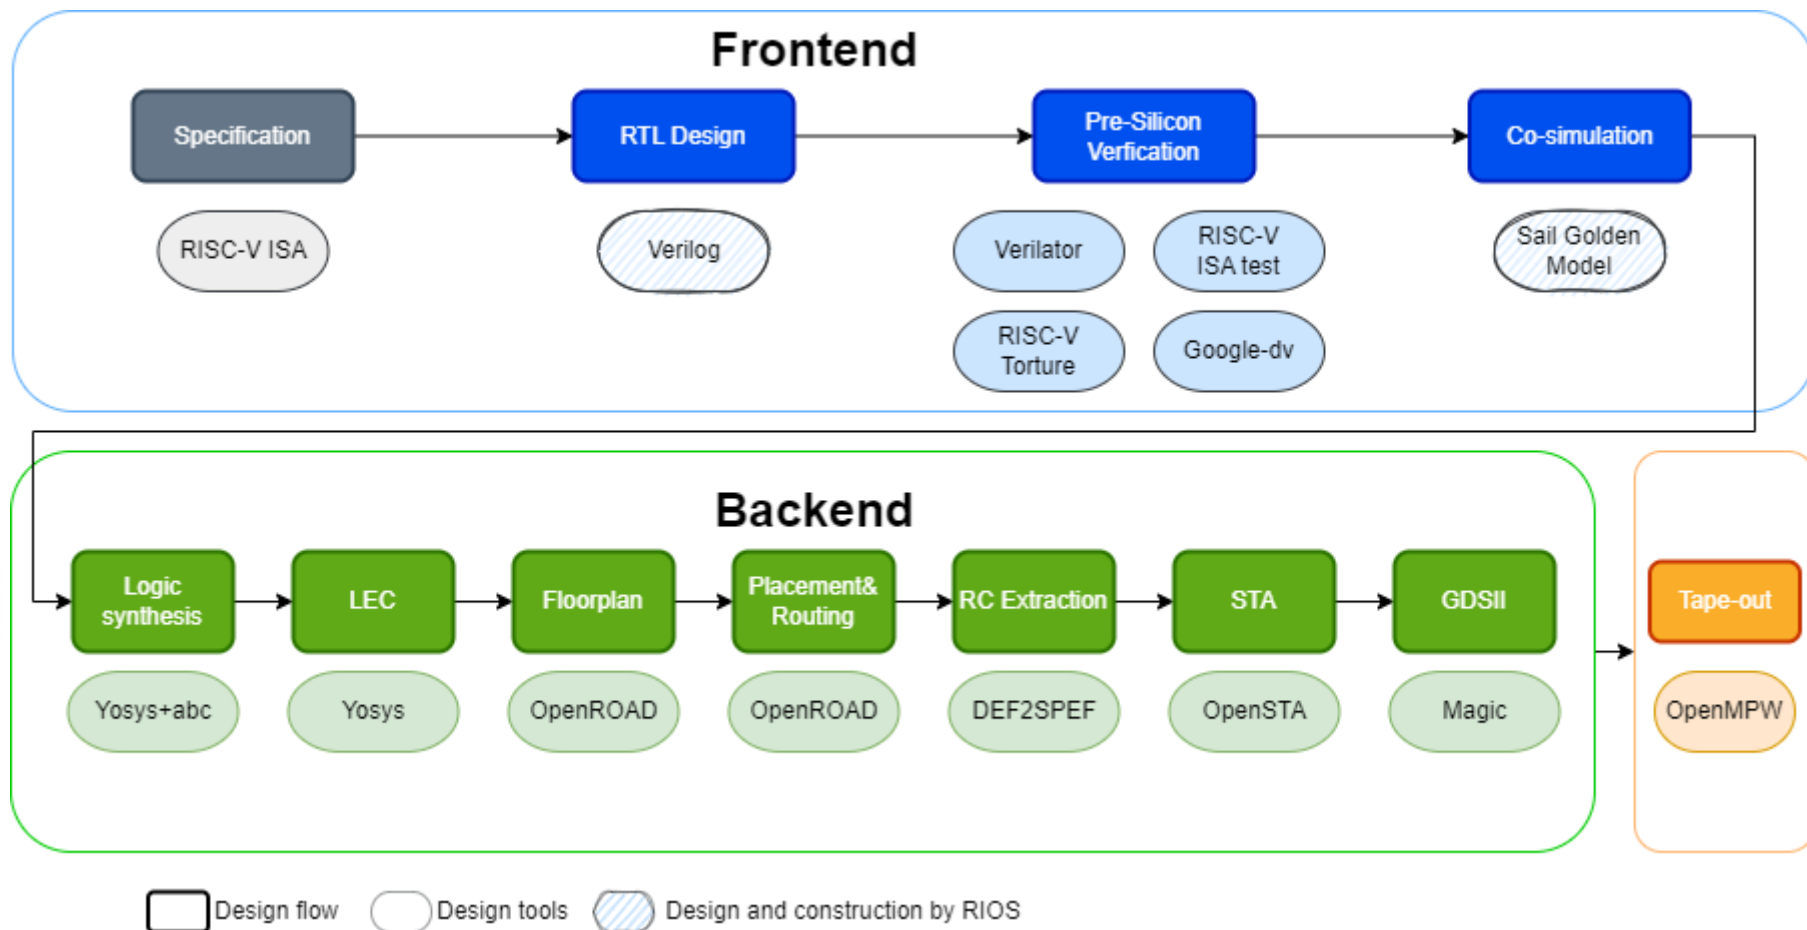 Frontend
Specification
RTL Design
Pre-Silicon
Verfication
Co-simulation
RISC-V ISA
Verilog
Verilator
RISC-V
ISA test
Sail Golden
Model
RISC-V
Torture
Google-dv
Backend
Logic
synthesis
LEC
Floorplan
Placement&
Routing
RC Extraction
STA
GDSII
Tape-out
Yosys+abc
Yosys
OpenROAD
OpenROAD
DEF2SPEF
OpenSTA
Magic
OpenMPW
Design flow
Design tools
Design and construction by RIOS